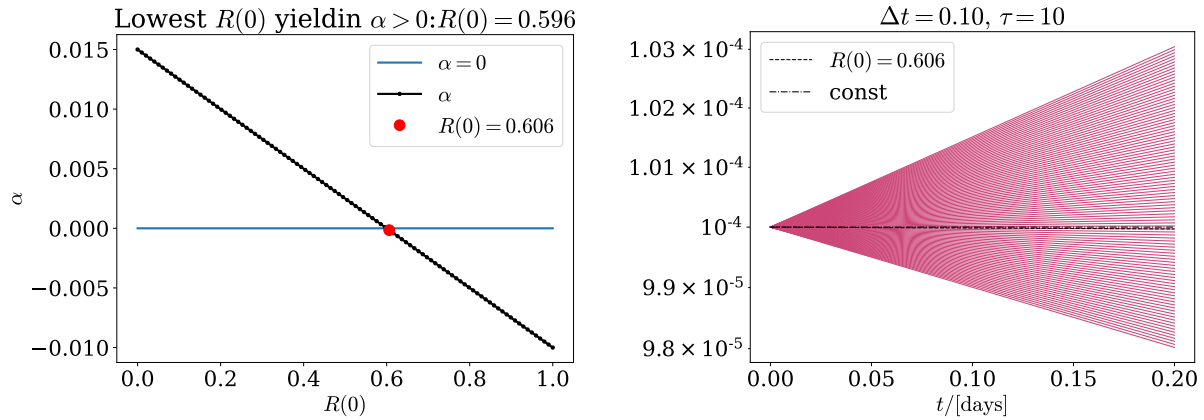 Lowest R(0) yieldin α > 0:R(0) = 0.596
α = 0
α
R(0) = 0.606
0.015
0.010
0.005
0.000
−0.005
−0.010
α
0.0 0.2 0.4 0.6 0.8 1.0
R(0)
Δt = 0.10, τ = 10
R(0) = 0.606
const
1.03 × 10⁻⁴
1.02 × 10⁻⁴
1.01 × 10⁻⁴
10⁻⁴
9.9 × 10⁻⁵
9.8 × 10⁻⁵
0.00 0.05 0.10 0.15 0.20
t/[days]